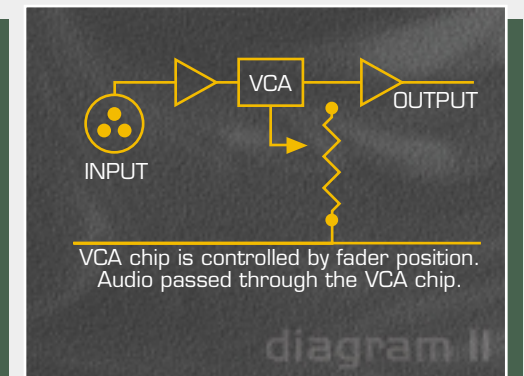 VCA
OUTPUT
INPUT
VCA chip is controlled by fader position.
Audio passed through the VCA chip.
diagram II